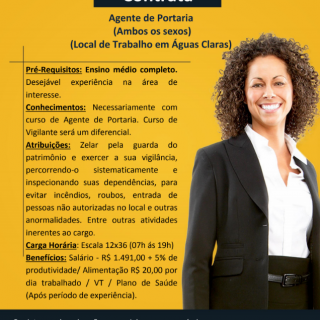 Contrata
Agente de Portaria
(Ambos os sexos)
(Local de Trabalho em Águas Claras)
Pré-Requisitos: Ensino médio completo.
Desejável experiência na área de
interesse.
Conhecimentos: Necessariamente com
curso de Agente de Portaria. Curso de
Vigilante será um diferencial.
Atribuições: Zelar pela guarda do
patrimônio e exercer a sua vigilância,
percorrendo-o sistematicamente e
inspecionando suas dependências, para
evitar incêndios, roubos, entrada de
pessoas não autorizadas no local e outras
anormalidades. Entre outras atividades
inerentes ao cargo.
Carga Horária: Escala 12x36 (07h ás 19h)
Benefícios: Salário - R$ 1.491,00 + 5% de
produtividade/ Alimentação R$ 20,00 por
dia trabalhado / VT / Plano de Saúde
(Após período de experiência).